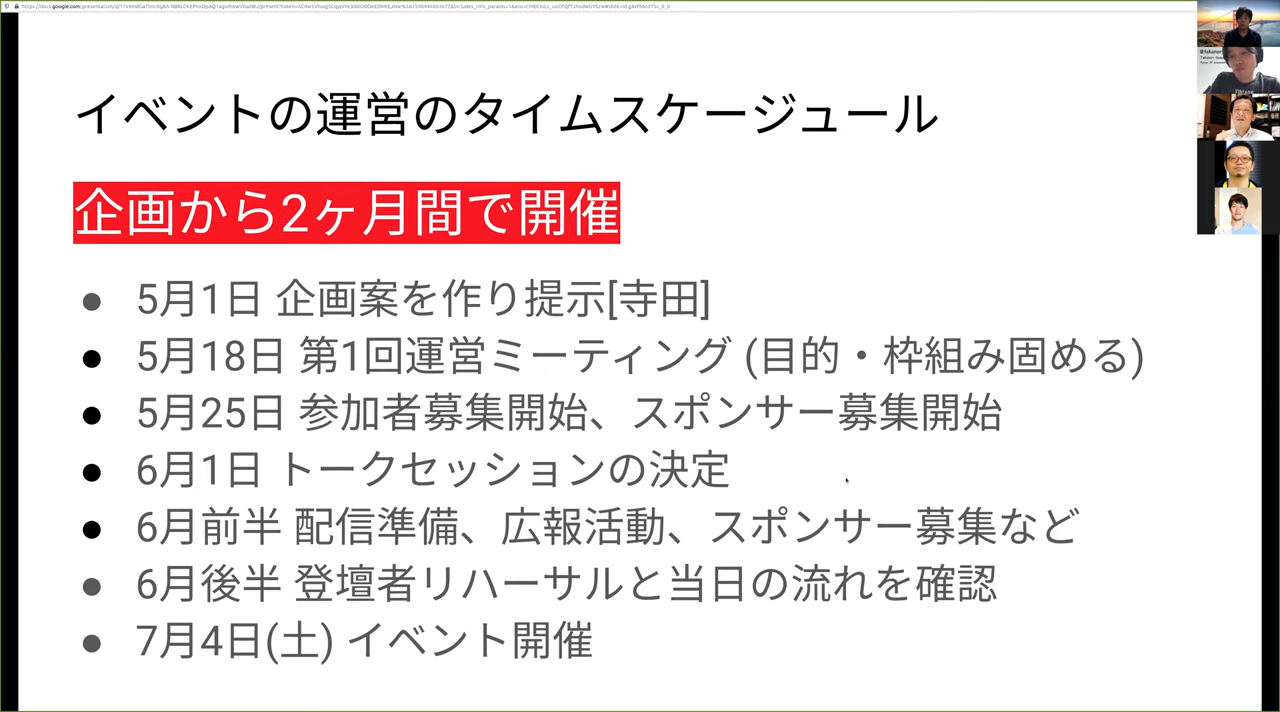 イベントの運営のタイムスケージュール
企画から2ヶ月間で開催
● 5月1日 企画案を作り提示[寺田]
● 5月18日 第1回運営ミーティング (目的・枠組み固める)
● 5月25日 参加者募集開始、スポンサー募集開始
● 6月1日 トークセッションの決定
● 6月前半 配信準備、広報活動、スポンサー募集など
● 6月後半 登壇者リハーサルと当日の流れを確認
● 7月4日(土) イベント開催